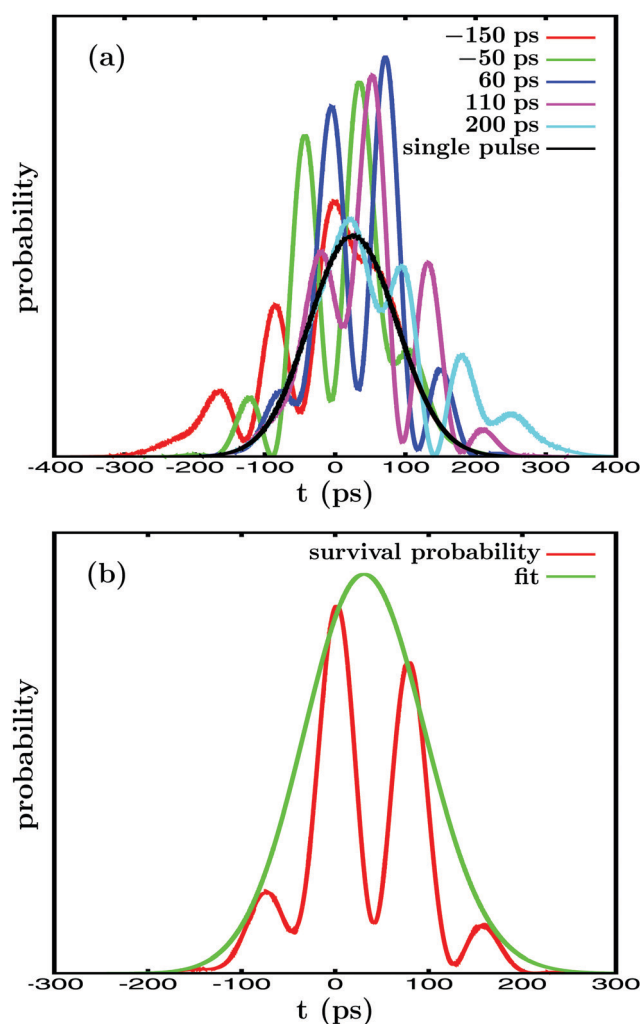 (a)
−150 ps
−50 ps
60 ps
110 ps
200 ps
single pulse
probability
-400 -300 -200 -100 0 100 200 300 400
t (ps)
(b)
survival probability
fit
probability
-300 -200 -100 0 100 200 300
t (ps)